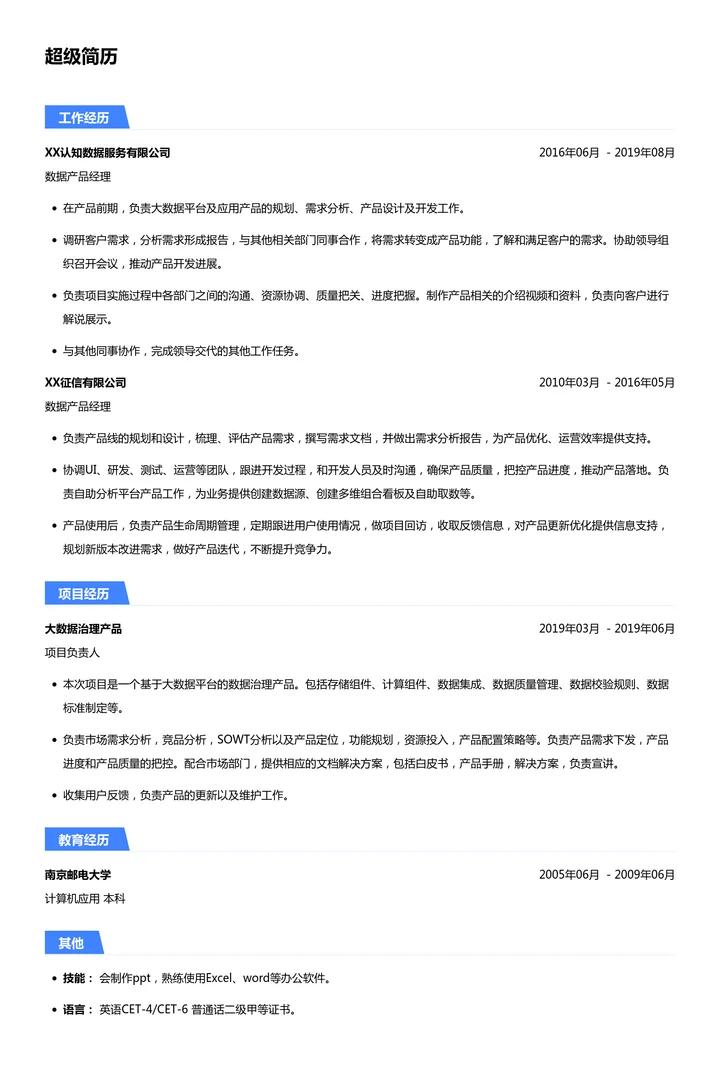 超级简历
工作经历
XX认知数据服务有限公司 2016年06月 - 2019年08月
数据产品经理
• 在产品前期，负责大数据平台及应用产品的规划、需求分析、产品设计及开发工作。
• 调研客户需求，分析需求形成报告，与其他相关部门同事合作，将需求转变成产品功能，了解和满足客户的需求。协助领导组
织召开会议，推动产品开发进展。
• 负责项目实施过程中各部门之间的沟通、资源协调、质量把关、进度把握。制作产品相关的介绍视频和资料，负责向客户进行
解说展示。
• 与其他同事协作，完成领导交代的其他工作任务。
XX征信有限公司 2010年03月 - 2016年05月
数据产品经理
• 负责产品线的规划和设计，梳理、评估产品需求，撰写需求文档，并做出需求分析报告，为产品优化、运营效率提供支持。
• 协调UI、研发、测试、运营等团队，跟进开发过程，和开发人员及时沟通，确保产品质量，把控产品进度，推动产品落地。负
责自助分析平台产品工作，为业务提供创建数据源、创建多维组合看板及自助取数等。
• 产品使用后，负责产品生命周期管理，定期跟进用户使用情况，做项目回访，收取反馈信息，对产品更新优化提供信息支持，
规划新版本改进需求，做好产品迭代，不断提升竞争力。
项目经历
大数据治理产品 2019年03月 - 2019年06月
项目负责人
• 本次项目是一个基于大数据平台的数据治理产品。包括存储组件、计算组件、数据集成、数据质量管理、数据校验规则、数据
标准制定等。
• 负责市场需求分析，竞品分析，SOWT分析以及产品定位，功能规划，资源投入，产品配置策略等。负责产品需求下发，产品
进度和产品质量的把控。配合市场部门，提供相应的文档解决方案，包括白皮书，产品手册，解决方案，负责宣讲。
• 收集用户反馈，负责产品的更新以及维护工作。
教育经历
南京邮电大学 2005年06月 - 2009年06月
计算机应用 本科
其他
• 技能： 会制作ppt，熟练使用Excel、word等办公软件。
• 语言： 英语CET-4/CET-6 普通话二级甲等证书。